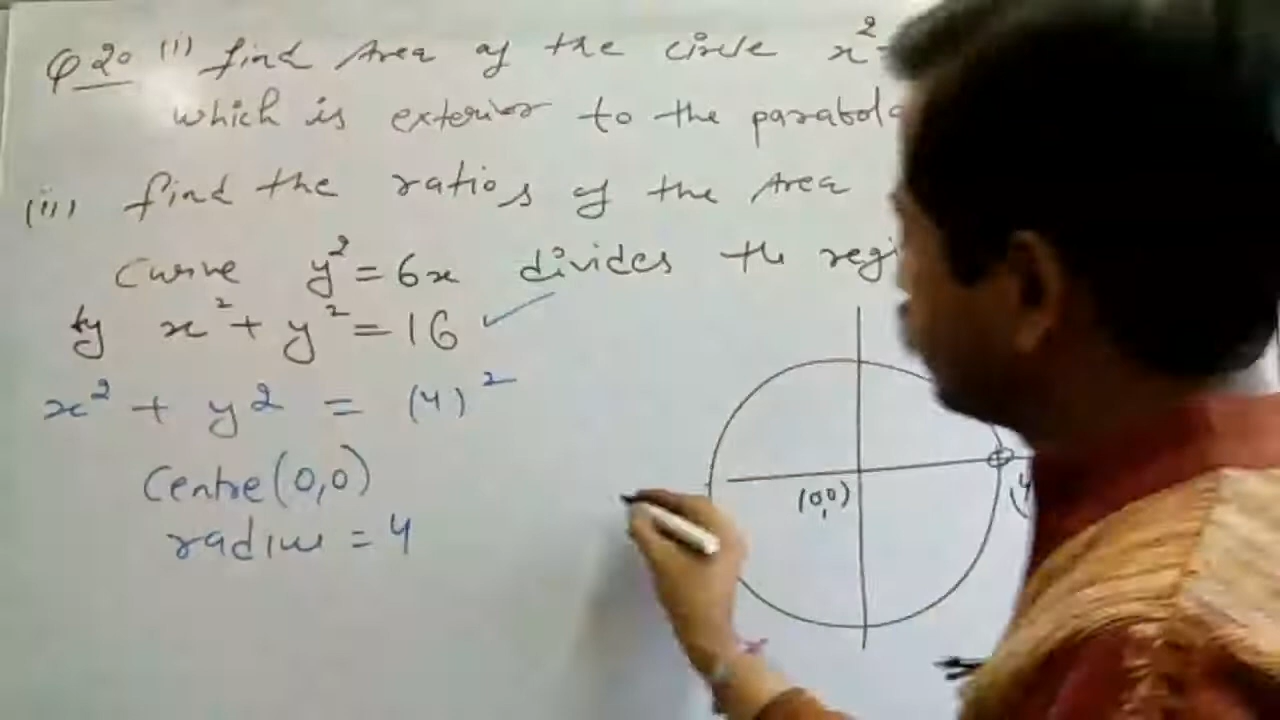 Q 20 (i) find Area of the circle x²
which is exterior to the parabola
(ii) find the ratios of the Area
curve y² = 6x divides the regi
by x² + y² = 16
x² + y² = (4)²
Centre (0,0)
radius = 4
(0,0)
(4